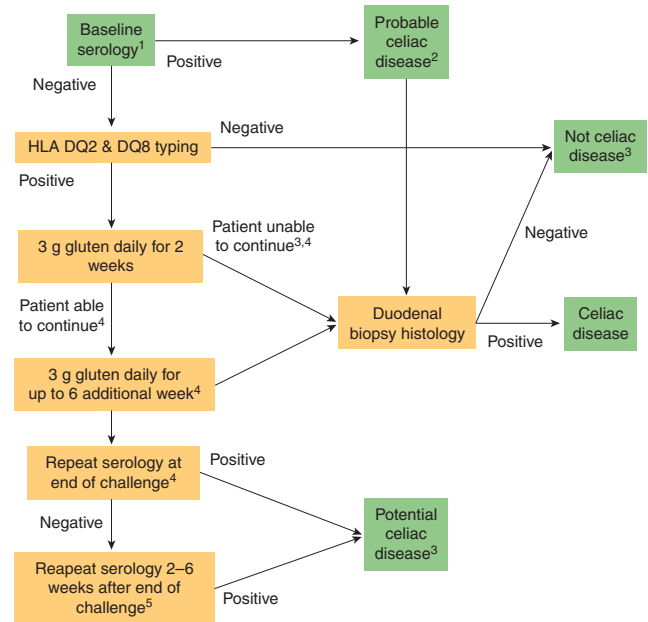 Baseline
serology¹
Positive
Probable
celiac
disease²
Negative
HLA DQ2 & DQ8 typing
Negative
Not celiac
disease³
Positive
3 g gluten daily for 2
weeks
Patient unable
to continue³,⁴
Negative
Patient able
to continue⁴
Duodenal
biopsy histology
Positive
Celiac
disease
3 g gluten daily for
up to 6 additional week⁴
Repeat serology at
end of challenge⁴
Positive
Negative
Potential
celiac
disease³
Reapeat serology 2–6
weeks after end of
challenge⁵
Positive